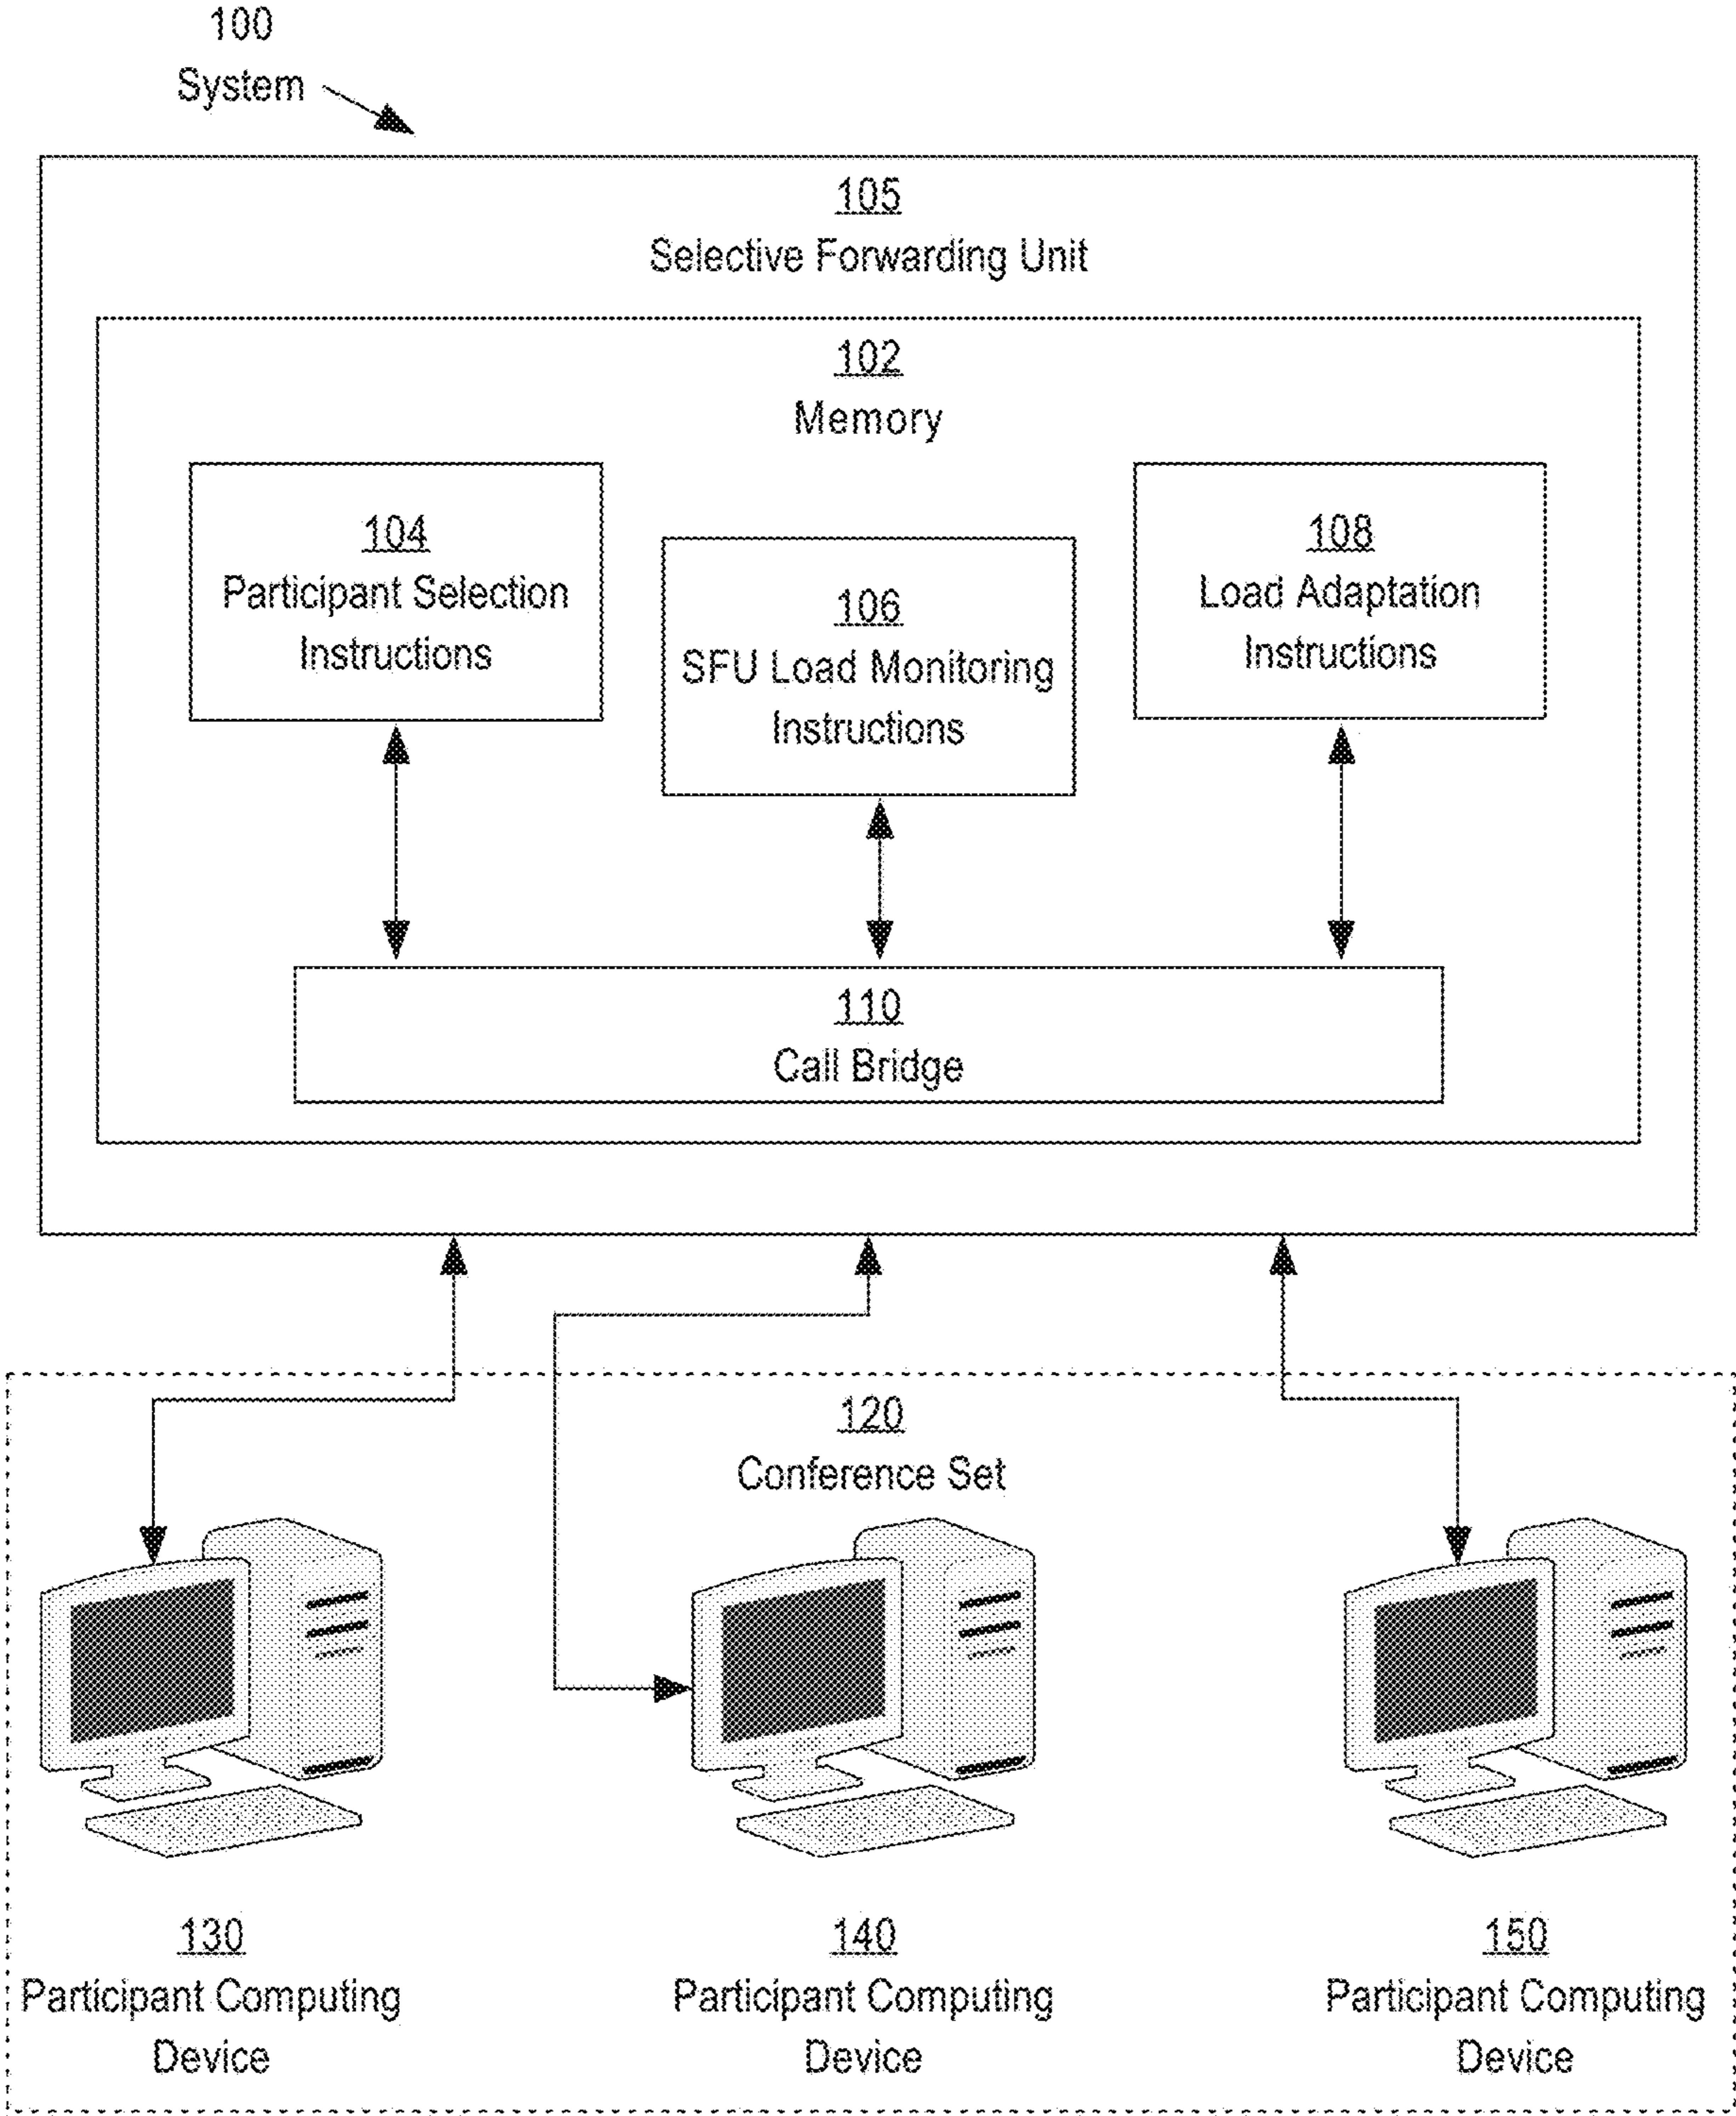 100
System
105
Selective Forwarding Unit
102
Memory
104
Participant Selection
Instructions
106
SFU Load Monitoring
Instructions
108
Load Adaptation
Instructions
110
Call Bridge
120
Conference Set
130
Participant Computing
Device
140
Participant Computing
Device
150
Participant Computing
Device